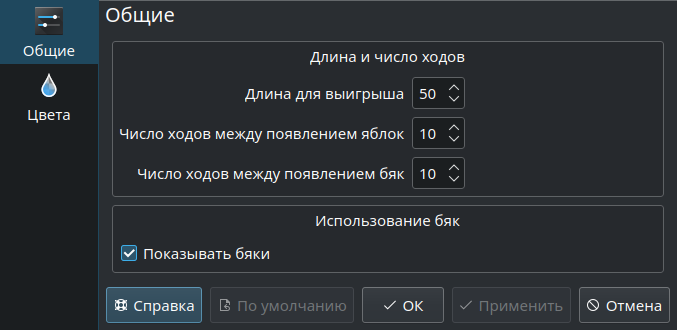 Общие
Цвета
Общие
Длина и число ходов
Длина для выигрыша 50
Число ходов между появлением яблок 10
Число ходов между появлением бяк 10
Использование бяк
Показывать бяки
Справка По умолчанию ОК Применить Отмена